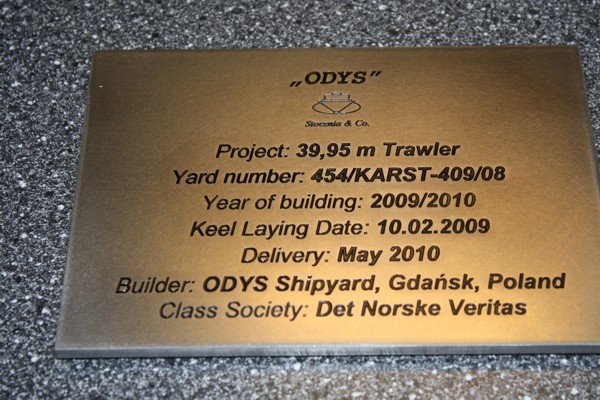 „ODYS”
Stocznia & Co.
Project: 39,95 m Trawler
Yard number: 454/KARST-409/08
Year of building: 2009/2010
Keel Laying Date: 10.02.2009
Delivery: May 2010
Builder: ODYS Shipyard, Gdańsk, Poland
Class Society: Det Norske Veritas